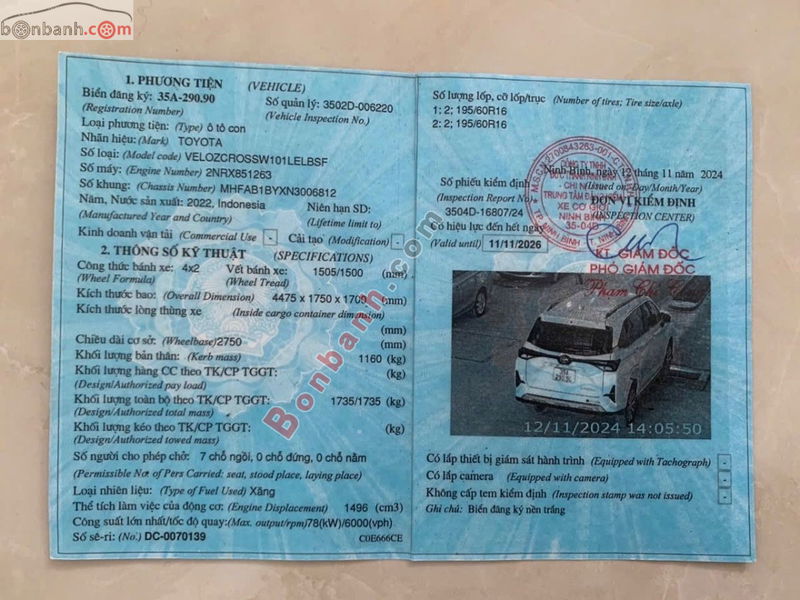 bonbanh.com
1. PHƯƠNG TIỆN (VEHICLE)
Biển đăng ký: 35A-290.90 Số quản lý: 3502D-006220
(Registration Number) (Vehicle Inspection No.)
Loại phương tiện: (Type) Ô tô con
Nhãn hiệu: (Mark) TOYOTA
Số loại: (Model code) VELOZCROSSW101LELBSF
Số máy: (Engine Number) 2NRX851263
Số khung: (Chassis Number) MHFAB1BYXN3006812
Năm, Nước sản xuất: 2022, Indonesia Niên hạn SD:
(Manufactured Year and Country) (Lifetime limit to)
Kinh doanh vận tải (Commercial Use) - Cải tạo (Modification) -
2. THÔNG SỐ KỸ THUẬT (SPECIFICATIONS)
Công thức bánh xe: 4x2 Vết bánh xe: 1505/1500 (mm)
(Wheel Formula) (Wheel Tread)
Kích thước bao: (Overall Dimension) 4475 x 1750 x 1700 (mm)
Kích thước lòng thùng xe (Inside cargo container dimension)
(mm)
Chiều dài cơ sở: (Wheelbase) 2750 (mm)
Khối lượng bản thân: (Kerb mass) 1160 (kg)
Khối lượng hàng CC theo TK/CP TGGT: (kg)
(Design/Authorized pay load)
Khối lượng toàn bộ theo TK/CP TGGT: 1735/1735 (kg)
(Design/Authorized total mass)
Khối lượng kéo theo TK/CP TGGT: (kg)
(Design/Authorized towed mass)
Số người cho phép chở: 7 chỗ ngồi, 0 chỗ đứng, 0 chỗ nằm
(Permissible No of Pers Carried: seat, stood place, laying place)
Loại nhiên liệu: (Type of Fuel Used) Xăng
Thể tích làm việc của động cơ: (Engine Displacement) 1496 (cm3)
Công suất lớn nhất/tốc độ quay: (Max. output/rpm) 78(kW)/6000(vph)
Số sê-ri: (No.) DC-0070139 C0E666CE
Số lượng lốp, cỡ lốp/trục (Number of tires; Tire size/axle)
1: 2; 195/60R16
2: 2; 195/60R16
Ninh Bình, ngày 12 tháng 11 năm 2024
(Issued on: Day/Month/Year)
Số phiếu kiểm định
(Inspection Report No)
3504D-16807/24
ĐƠN VỊ KIỂM ĐỊNH
(INSPECTION CENTER)
Có hiệu lực đến hết ngày
(Valid until) 11/11/2026
CÔNG TY TNHH
CHI NHÁNH
TRUNG TÂM ĐĂNG KIỂM
XE CƠ GIỚI
NINH BÌNH
35-04D
KT. GIÁM ĐỐC
PHÓ GIÁM ĐỐC
12/11/2024 14:05:50
Có lắp thiết bị giám sát hành trình (Equipped with Tachograph) -
Có lắp camera (Equipped with camera) -
Không cấp tem kiểm định (Inspection stamp was not issued) -
Ghi chú: Biển đăng ký nền trắng
Bonbanh.com